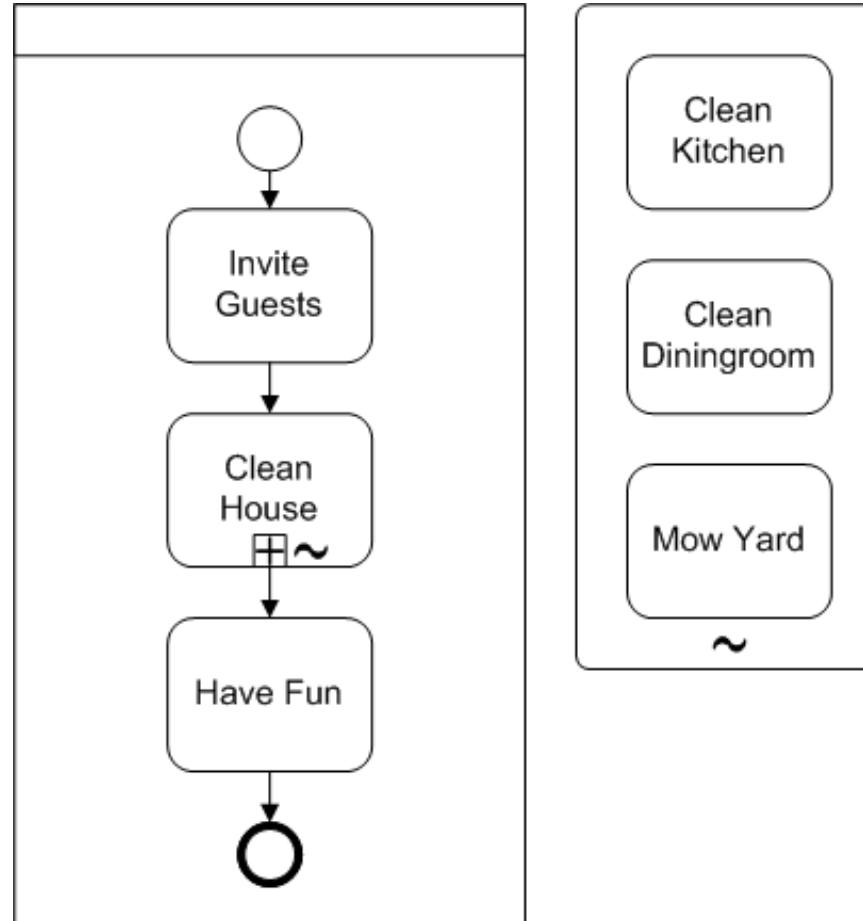 Invite
Guests
Clean
House
Have Fun
Clean
Kitchen
Clean
Diningroom
Mow Yard